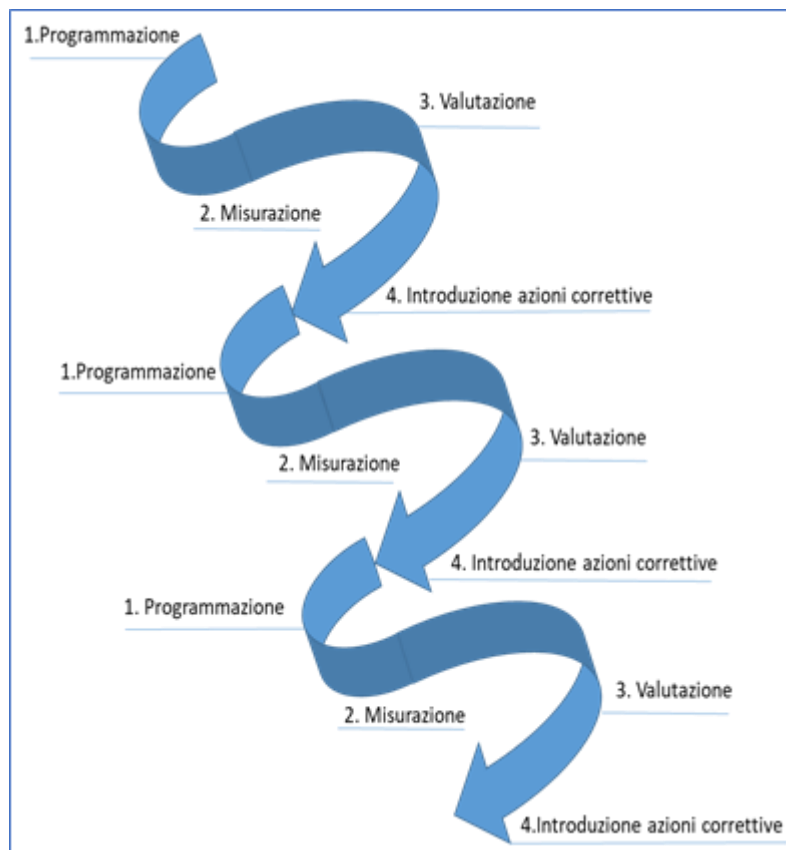 1.Programmazione
3. Valutazione
2. Misurazione
4. Introduzione azioni correttive
1.Programmazione
3. Valutazione
2. Misurazione
4. Introduzione azioni correttive
1. Programmazione
3. Valutazione
2. Misurazione
4.Introduzione azioni correttive